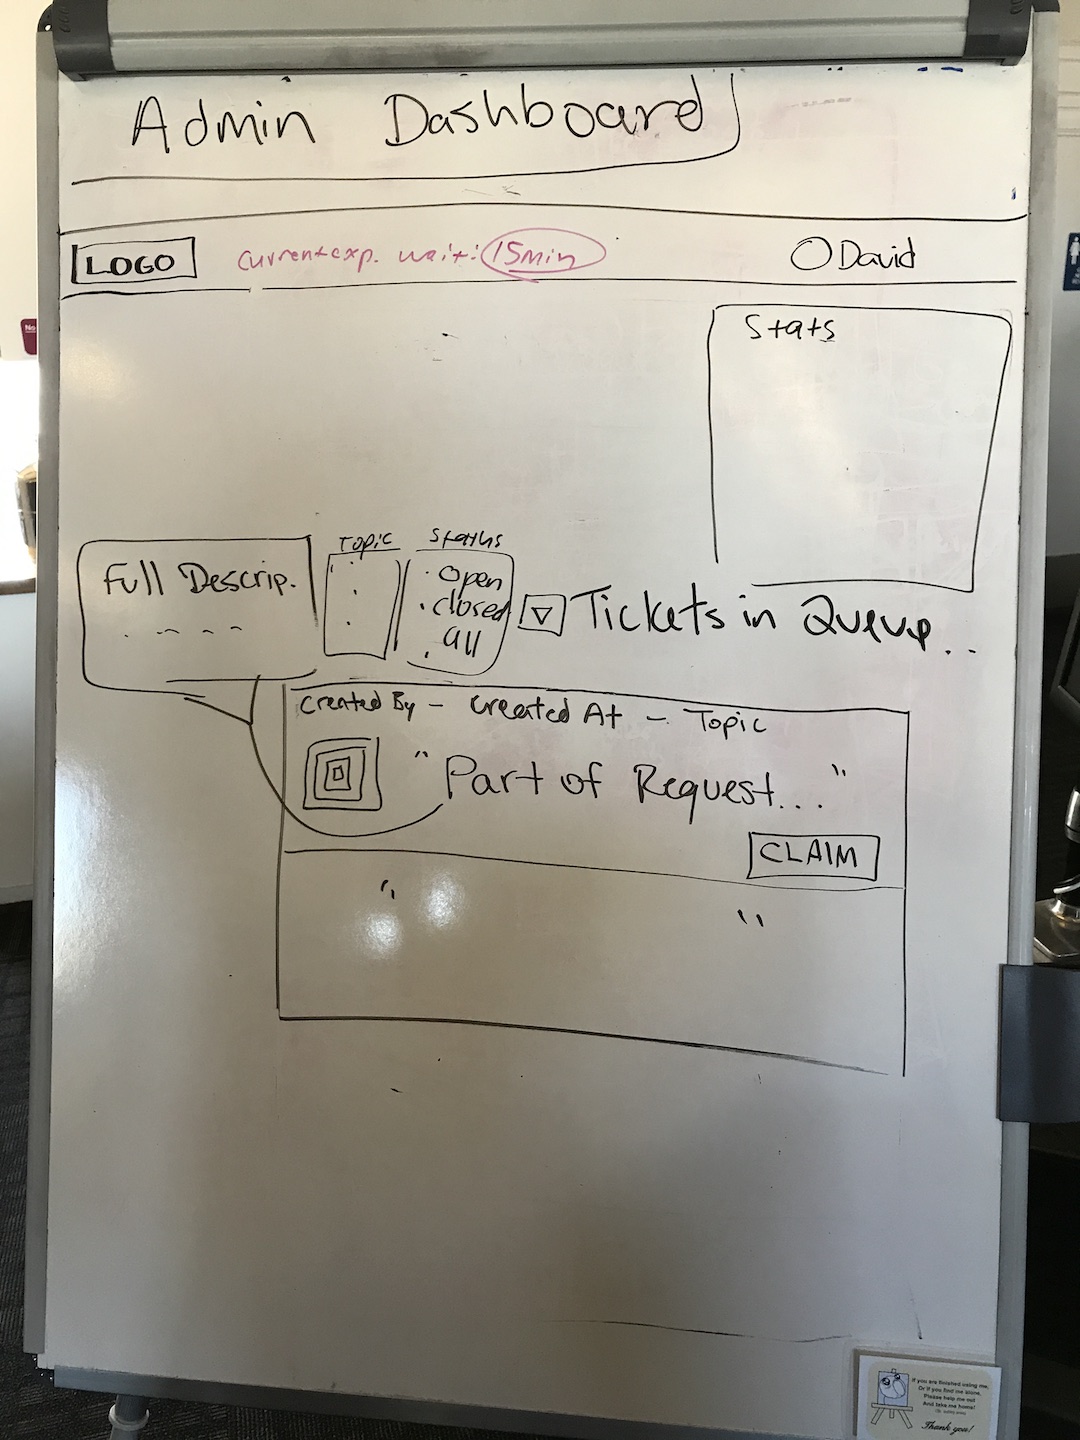 Admin Dashboard
LOGO
current exp. wait: 15min
David
Stats
Topic
Status
Full Descrip.
Open
closed
all
Tickets in Queue...
Created By - Created At - Topic
"Part of Request..."
CLAIM
" "
No
If you are finished using me,
Or if you find me alone,
Please help me out
And take me home!
Thank you!